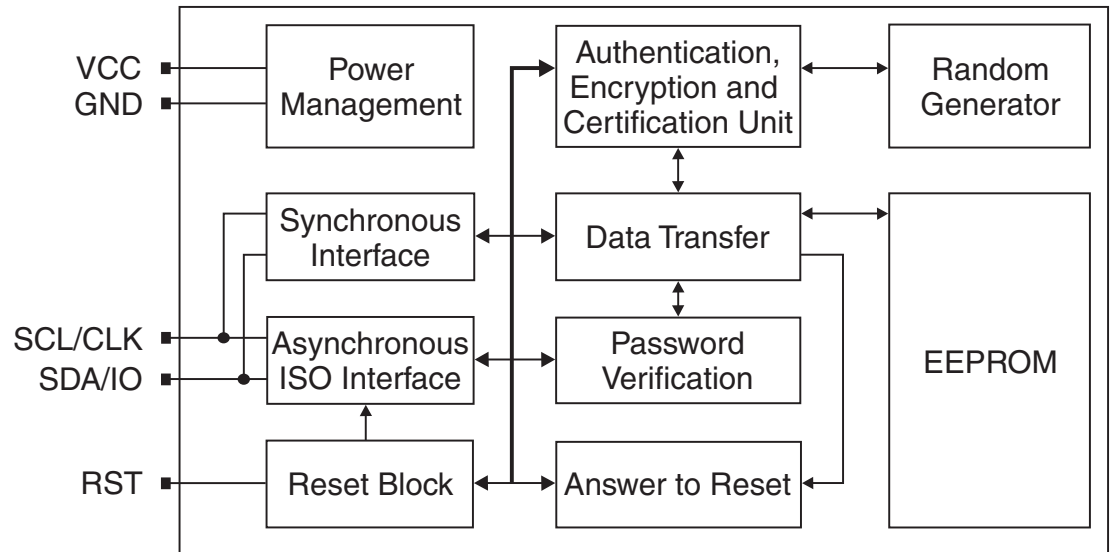 VCC
GND
Power
Management
Authentication,
Encryption and
Certification Unit
Random
Generator
Synchronous
Interface
Data Transfer
SCL/CLK
SDA/IO
Asynchronous
ISO Interface
Password
Verification
EEPROM
RST
Reset Block
Answer to Reset